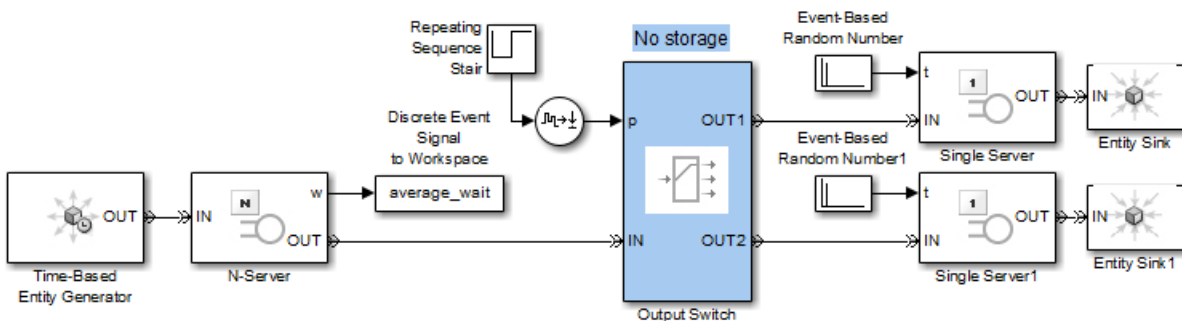 Repeating
Sequence
Stair
No storage
Event-Based
Random Number
t
1
OUT
IN
Single Server
IN
Entity Sink
Discrete Event
Signal
to Workspace
average_wait
p
OUT1
Event-Based
Random Number1
t
1
OUT
IN
Single Server1
IN
Entity Sink1
OUT
Time-Based
Entity Generator
IN
N
w
OUT
N-Server
IN
OUT2
Output Switch